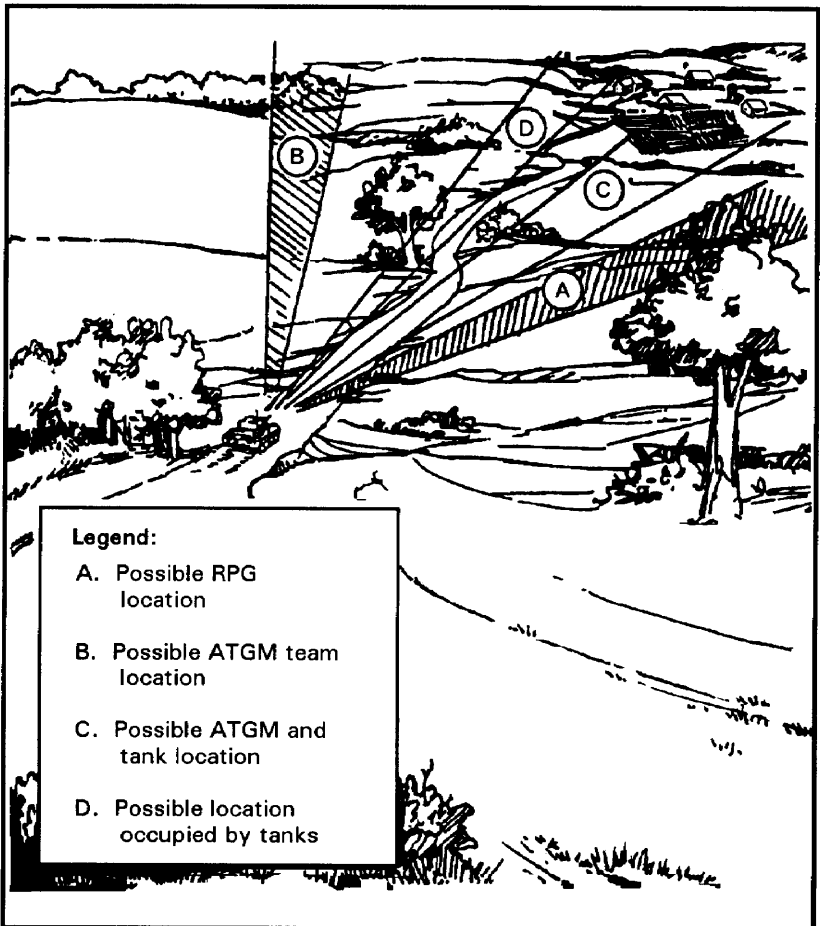 B
D
C
A
Legend:
A. Possible RPG
location
B. Possible ATGM team
location
C. Possible ATGM and
tank location
D. Possible location
occupied by tanks